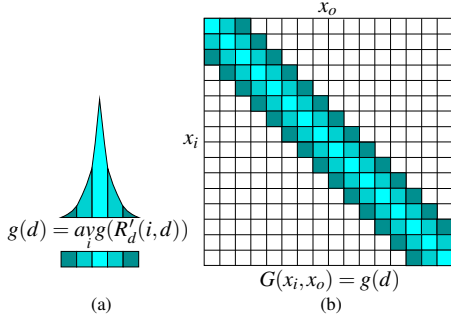 x_o
x_i
g(d) = avg_i(R'_d(i,d))
G(x_i,x_o) = g(d)
(a)
(b)